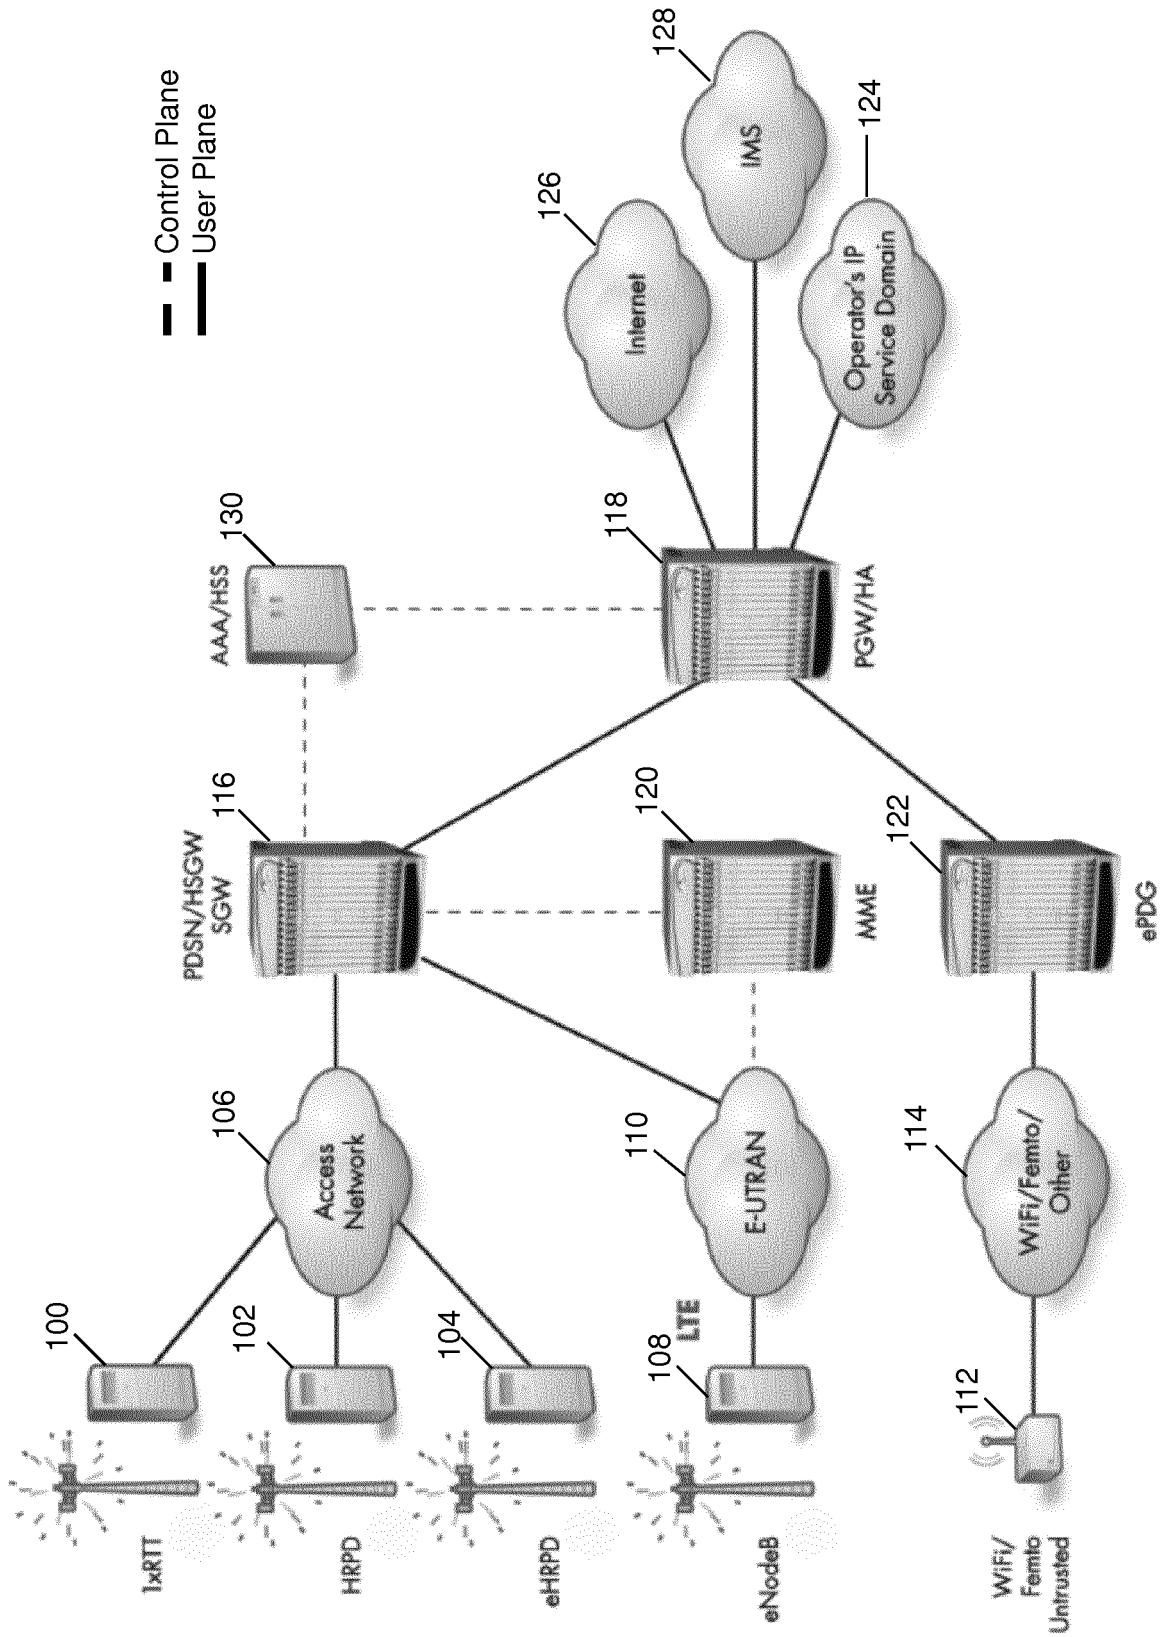 Control Plane
User Plane
1xRTT
100
HRPD
102
eHRPD
104
Access
Network
106
PDSN/HSGW
SGW
116
AAA/HSS
130
eNodeB
108
LTE
E-UTRAN
110
MME
120
PGW/HA
118
Internet
126
IMS
128
Operator's IP
Service Domain
124
WiFi/
Femto
Untrusted
112
WiFi/Femto/
Other
114
ePDG
122